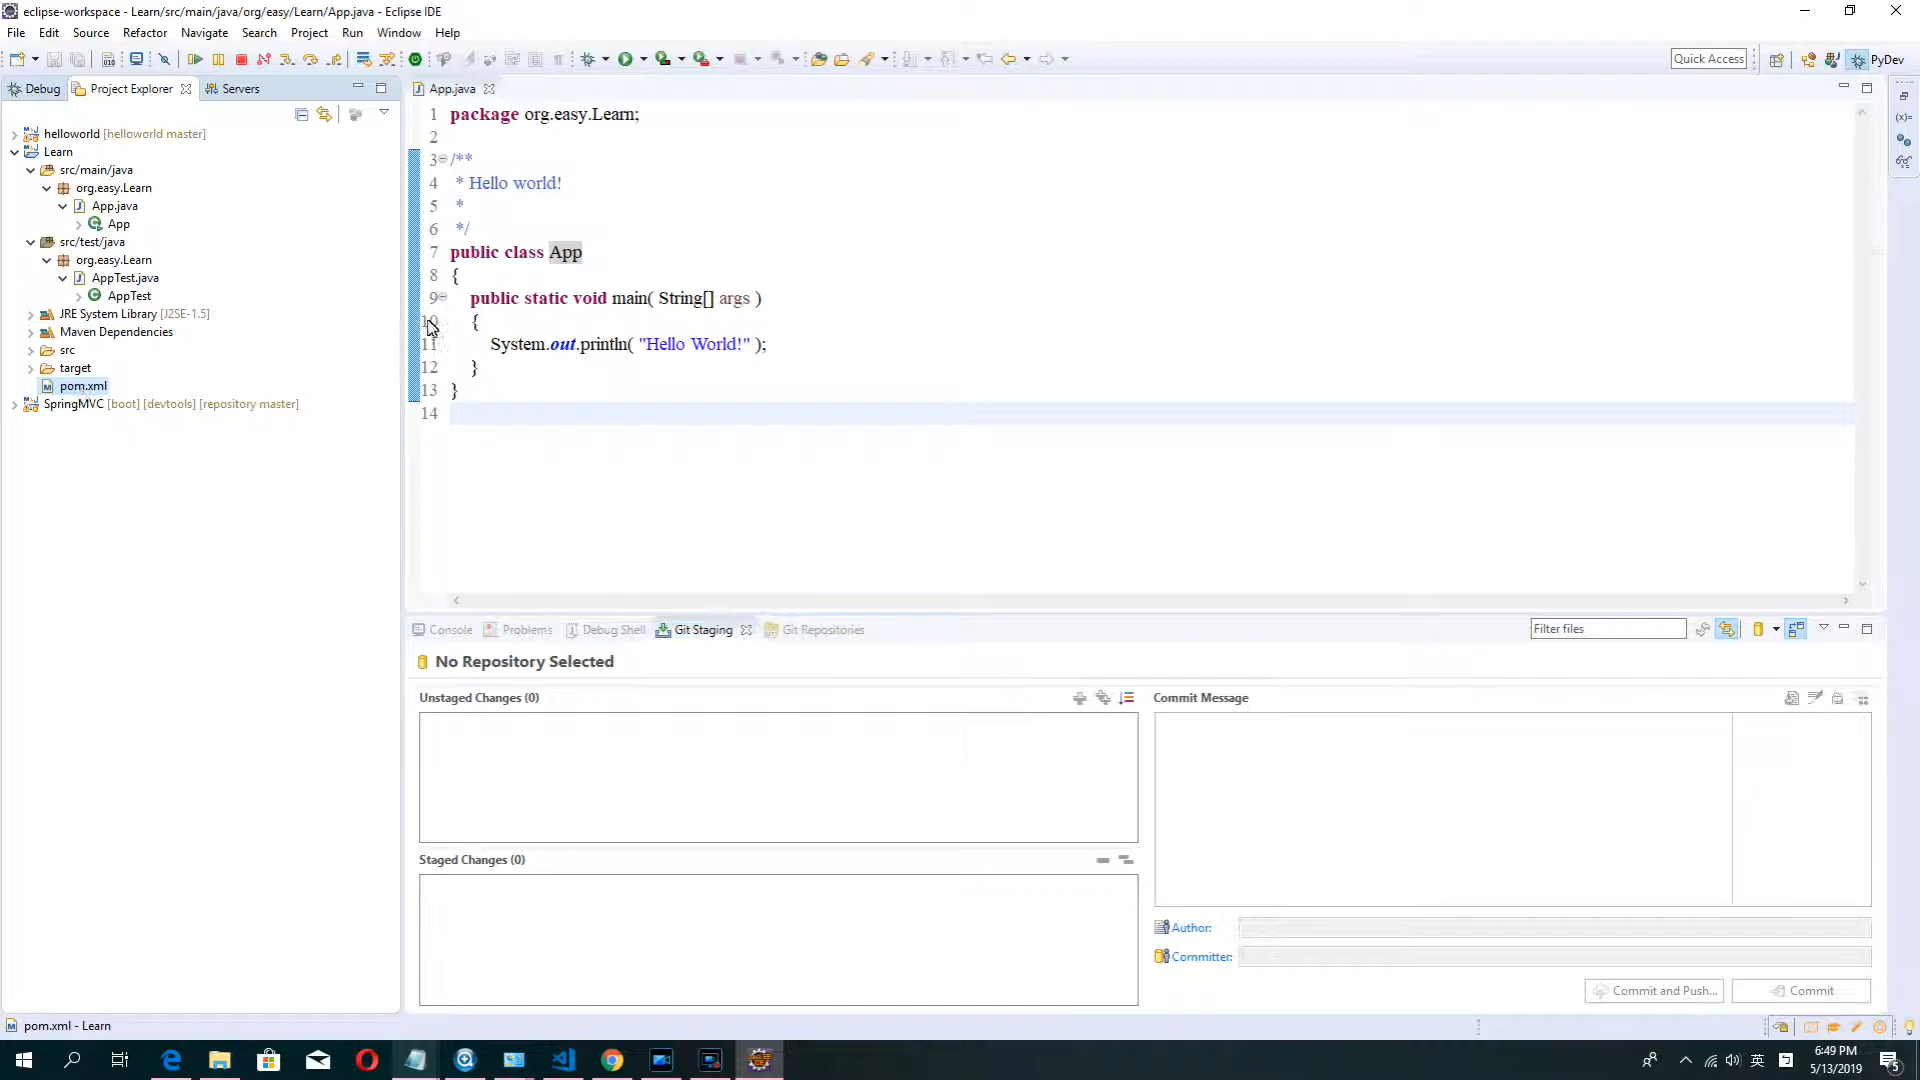 eclipse-workspace - Learn/src/main/java/org/easy/Learn/App.java - Eclipse IDE
File Edit Source Refactor Navigate Search Project Run Window Help
Quick Access PyDev
Debug Project Explorer Servers
helloworld [helloworld master]
Learn
src/main/java
org.easy.Learn
App.java
App
src/test/java
org.easy.Learn
AppTest.java
AppTest
JRE System Library [J2SE-1.5]
Maven Dependencies
src
target
pom.xml
SpringMVC [boot] [devtools] [repository master]
App.java
1 package org.easy.Learn;
2
3 /**
4 * Hello world!
5 *
6 */
7 public class App
8 {
9 public static void main( String[] args )
10 {
11 System.out.println( "Hello World!" );
12 }
13 }
14
(x)=
Console Problems Debug Shell Git Staging Git Repositories Filter files
No Repository Selected
Unstaged Changes (0)
Staged Changes (0)
Commit Message
Author:
Committer:
Commit and Push... Commit
pom.xml - Learn
英
6:49 PM
5/13/2019
5